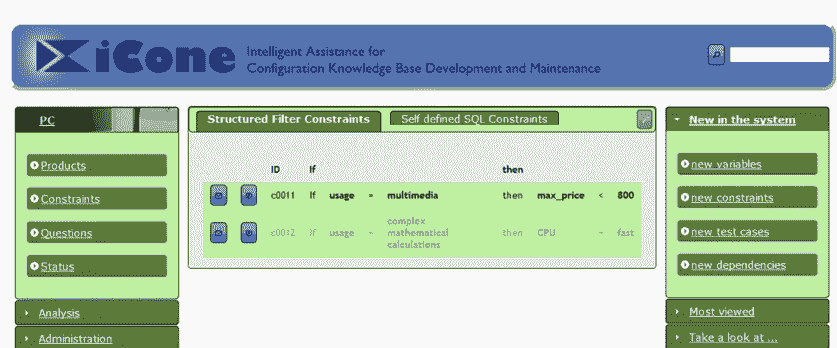 iCone
Intelligent Assistance for
Configuration Knowledge Base Development and Maintenance
PC
Products
Constraints
Questions
Status
Analysis
Administration
Structured Filter Constraints
Self defined SQL Constraints
ID If then
c0011 If usage = multimedia then max_price < 800
c0012 If usage = complex mathematical calculations then CPU = fast
New in the system
new variables
new constraints
new test cases
new dependencies
Most viewed
Take a look at ...